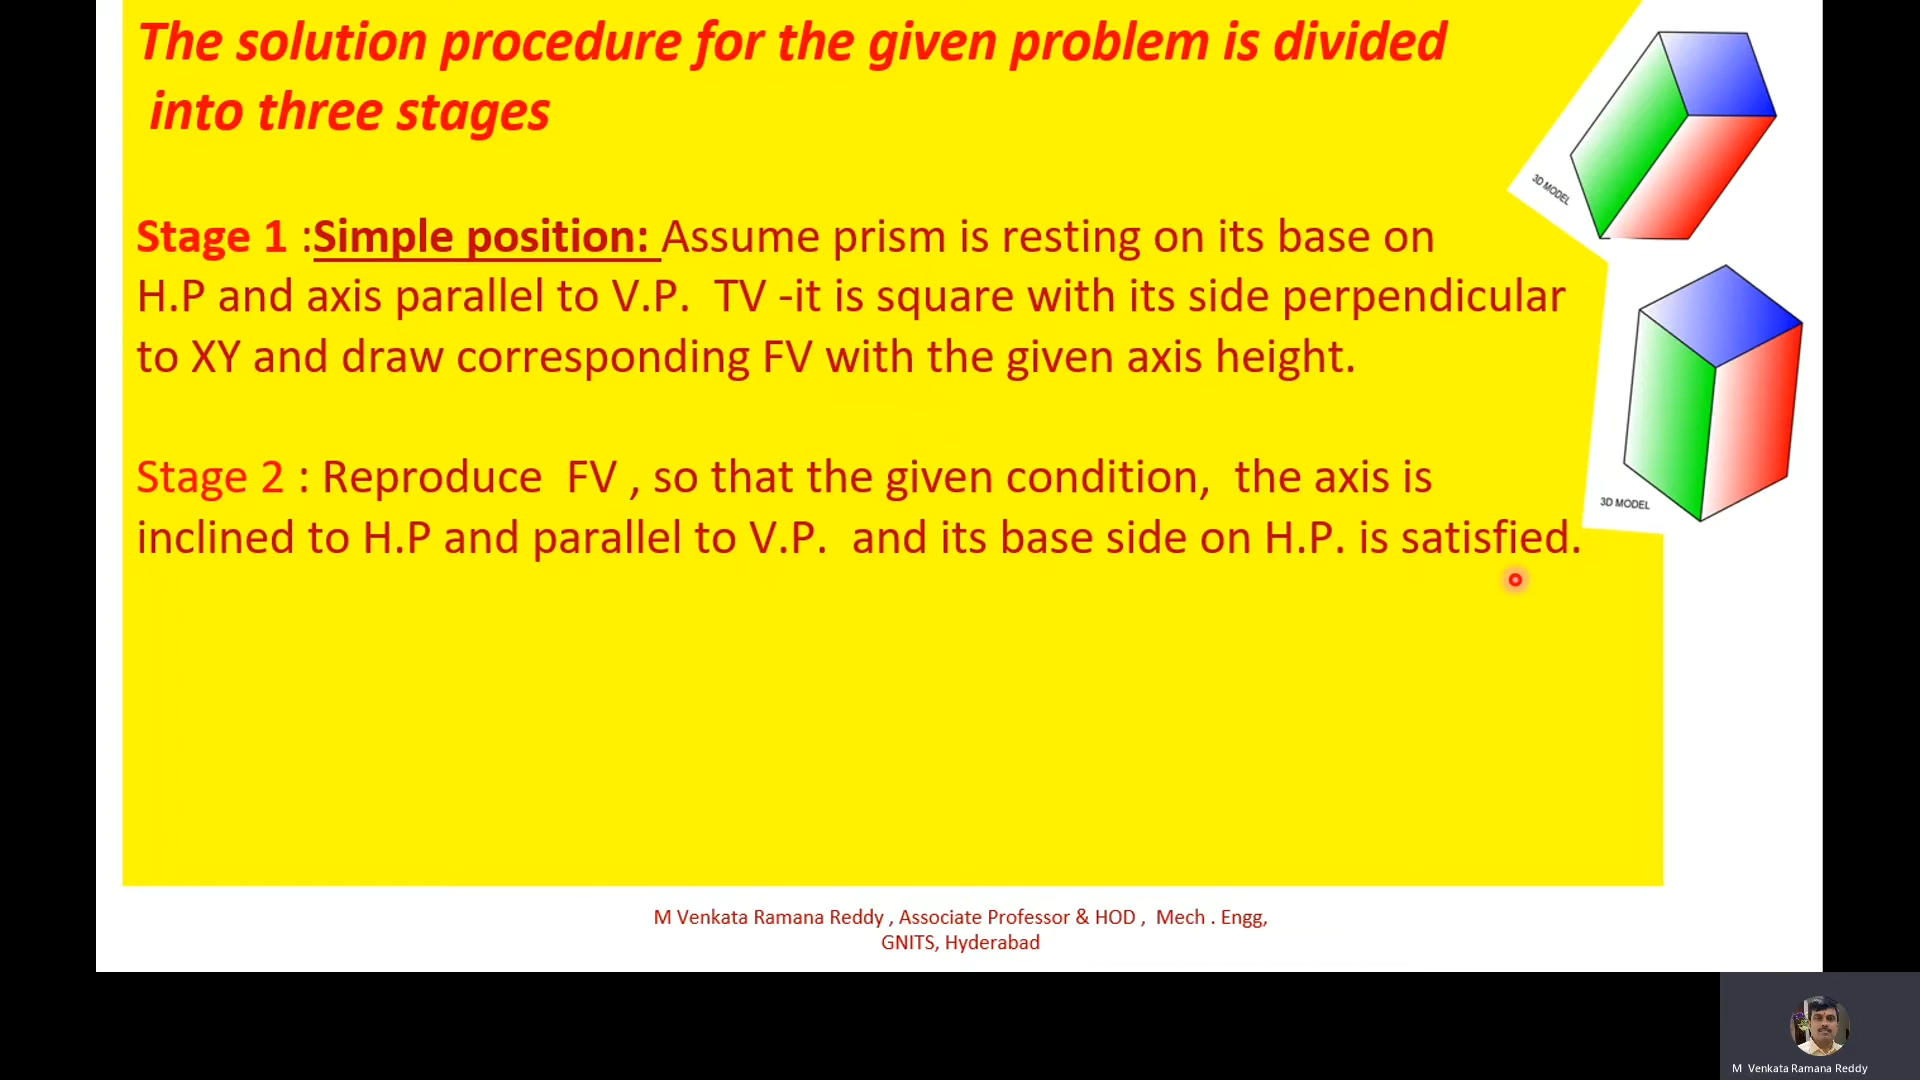 The solution procedure for the given problem is divided
into three stages
3D MODEL
Stage 1 :Simple position: Assume prism is resting on its base on
H.P and axis parallel to V.P. TV -it is square with its side perpendicular
to XY and draw corresponding FV with the given axis height.
Stage 2 : Reproduce FV , so that the given condition, the axis is
inclined to H.P and parallel to V.P. and its base side on H.P. is satisfied.
3D MODEL
M Venkata Ramana Reddy , Associate Professor & HOD , Mech . Engg,
GNITS, Hyderabad
M Venkata Ramana Reddy